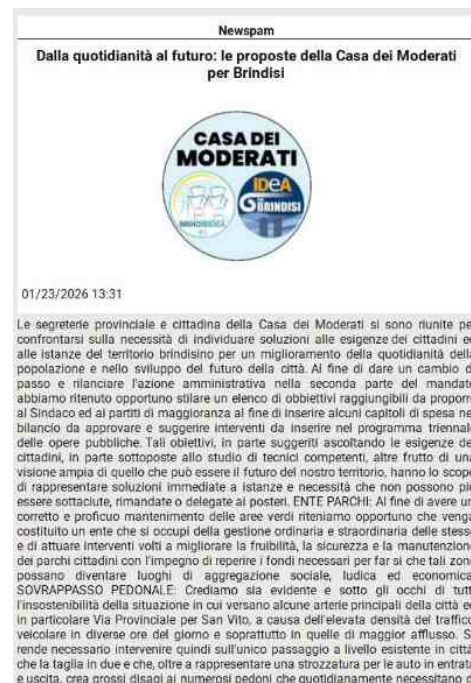 Newspam
Dalla quotidianità al futuro: le proposte della Casa dei Moderati
per Brindisi
CASA DEI
MODERATI
IDeA
BRINDISI
01/23/2026 13:31
Le segreterie provinciale e cittadina della Casa dei Moderati si sono riunite pe
confrontarsi sulla necessità di individuare soluzioni alle esigenze dei cittadini ed
alle istanze del territorio brindisino per un miglioramento della quotidianità della
popolazione e nello sviluppo del futuro della città. Al fine di dare un cambio d
passo e rilanciare l'azione amministrativa nella seconda parte del mandato
abbiamo ritenuto opportuno stilare un elenco di obbiettivi raggiungibili da proporre
al Sindaco ed ai partiti di maggioranza al fine di inserire alcuni capitoli di spesa ne
bilancio da approvare e suggerire interventi da inserire nel programma triennale
delle opere pubbliche. Tali obiettivi, in parte suggeriti ascoltando le esigenze de
cittadini, in parte sottoposte allo studio di tecnici competenti, altre frutto di una
visione ampia di quello che può essere il futuro del nostro territorio, hanno lo scopo
di rappresentare soluzioni immediate a istanze e necessità che non possono più
essere sottaciute, rimandate o delegate ai posteri. ENTE PARCHI: Al fine di avere un
corretto e proficuo mantenimento delle aree verdi riteniamo opportuno che venga
costituito un ente che si occupi della gestione ordinaria e straordinaria delle stesse
e di attuare interventi volti a migliorare la fruibilità, la sicurezza e la manutenzione
dei parchi cittadini con l'impegno di reperire i fondi necessari per far si che tali zone
possano diventare luoghi di aggregazione sociale, ludica ed economica.
SOVRAPPASSO PEDONALE: Crediamo sia evidente e sotto gli occhi di tutt
l'insostenibilità della situazione in cui versano alcune arterie principali della città ed
in particolare Via Provinciale per San Vito, a causa dell'elevata densità del traffico
veicolare in diverse ore del giorno e soprattutto in quelle di maggior afflusso. S
rende necessario intervenire quindi sull'unico passaggio a livello esistente in città
che la taglia in due e che, oltre a rappresentare una strozzatura per le auto in entrata
e uscita, crea grossi disagi ai numerosi pedoni che quotidianamente necessitano d